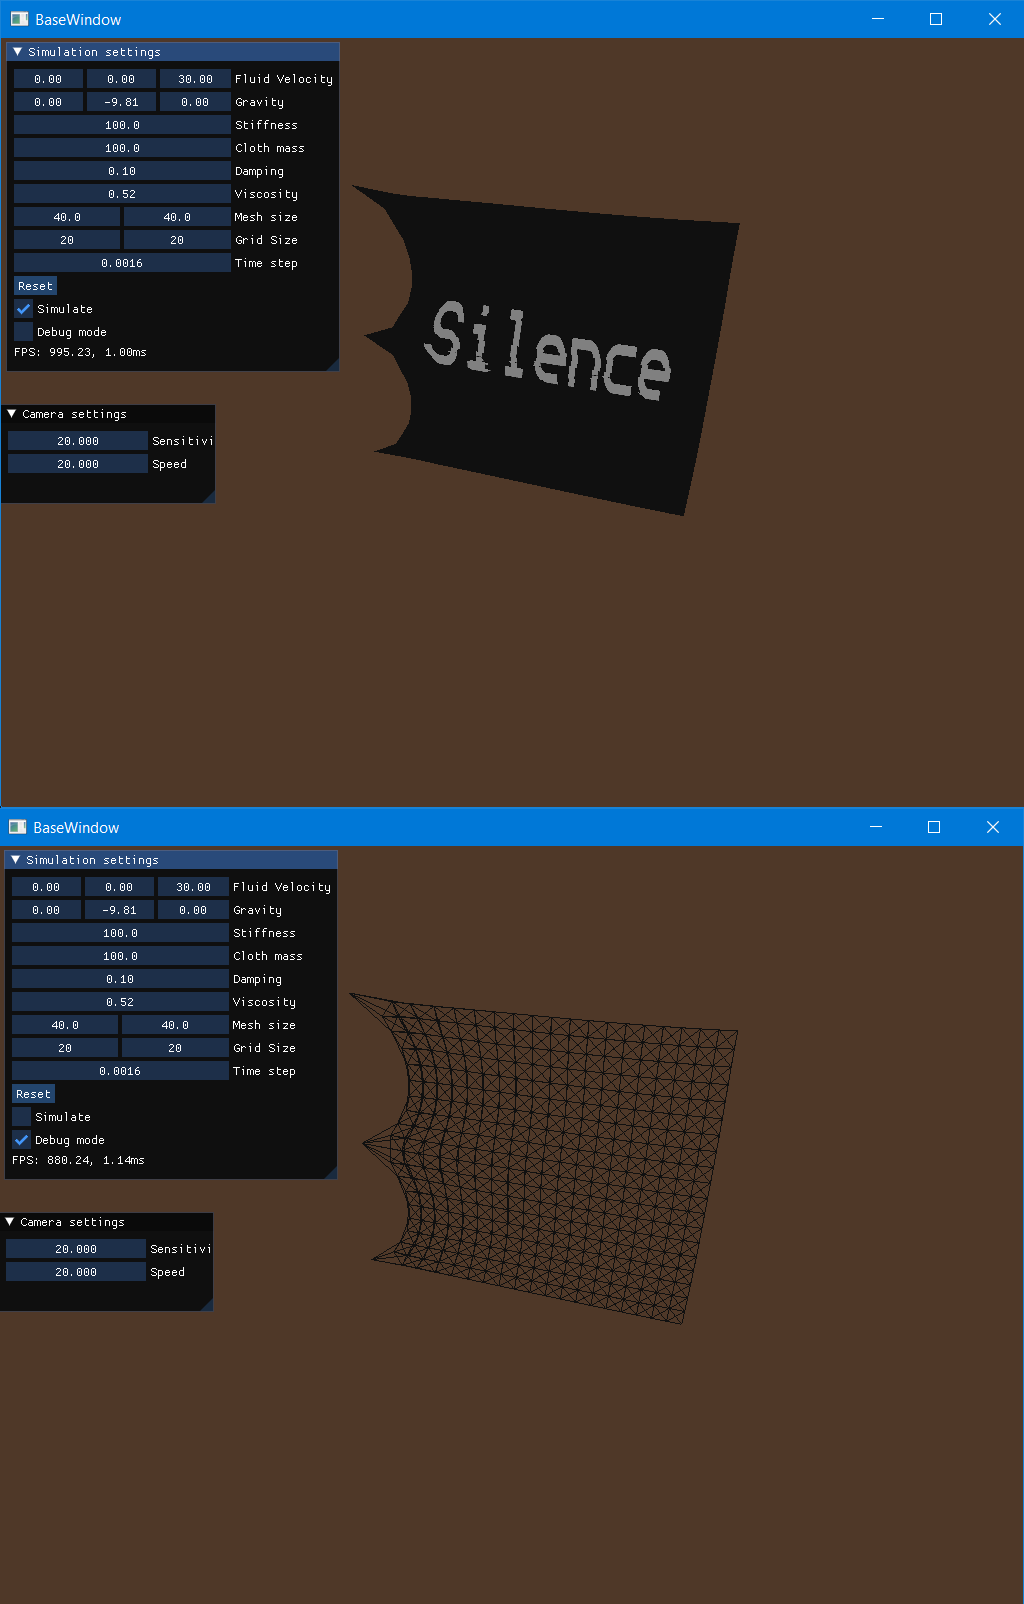 BaseWindow
Simulation settings
0.00 0.00 30.00 Fluid Velocity
0.00 -9.81 0.00 Gravity
100.0 Stiffness
100.0 Cloth mass
0.10 Damping
0.52 Viscosity
40.0 40.0 Mesh size
20 20 Grid Size
0.0016 Time step
Reset
Simulate
Debug mode
FPS: 995.23, 1.00ms
Silence
Camera settings
20.000 Sensitivi
20.000 Speed
BaseWindow
Simulation settings
0.00 0.00 30.00 Fluid Velocity
0.00 -9.81 0.00 Gravity
100.0 Stiffness
100.0 Cloth mass
0.10 Damping
0.52 Viscosity
40.0 40.0 Mesh size
20 20 Grid Size
0.0016 Time step
Reset
Simulate
Debug mode
FPS: 880.24, 1.14ms
Camera settings
20.000 Sensitivi
20.000 Speed